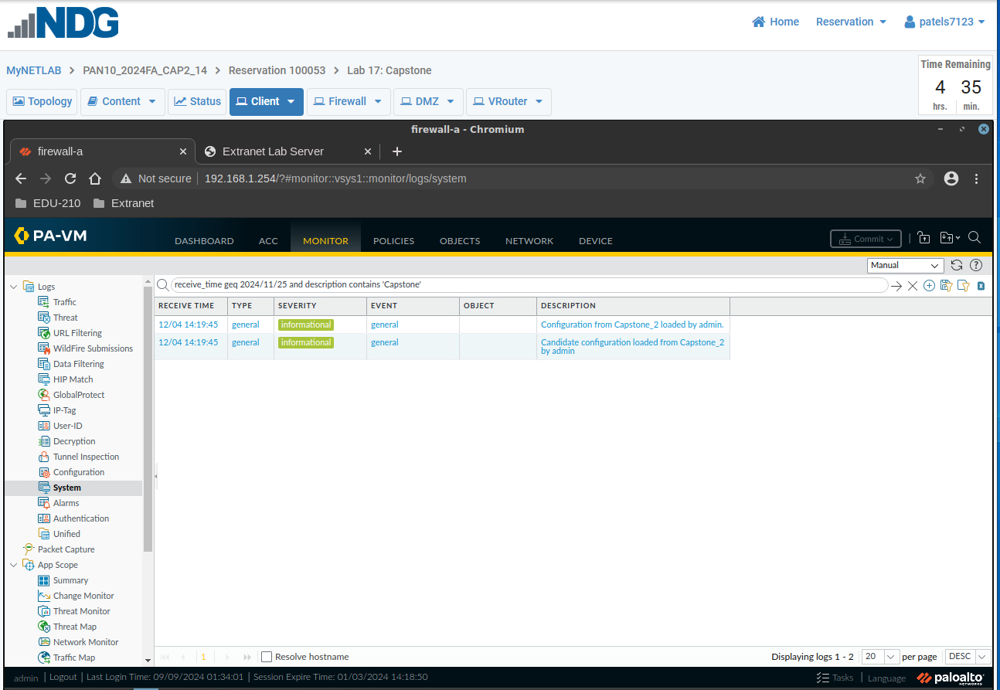 NDG
Home Reservation patels7123
MyNETLAB > PAN10_2024FA_CAP2_14 > Reservation 100053 > Lab 17: Capstone
Time Remaining
4 35
hrs. min.
Topology Content Status Client Firewall DMZ VRouter
firewall-a - Chromium
firewall-a Extranet Lab Server
Not secure 192.168.1.254/?#monitor::vsys1::monitor/logs/system
EDU-210 Extranet
PA-VM DASHBOARD ACC MONITOR POLICIES OBJECTS NETWORK DEVICE Commit
Manual
receive_time geq 2024/11/25 and description contains 'Capstone'
RECEIVE TIME TYPE SEVERITY EVENT OBJECT DESCRIPTION
12/04 14:19:45 general informational general Configuration from Capstone_2 loaded by admin.
12/04 14:19:45 general informational general Candidate configuration loaded from Capstone_2
by admin
Logs
Traffic
Threat
URL Filtering
WildFire Submissions
Data Filtering
HIP Match
GlobalProtect
IP-Tag
User-ID
Decryption
Tunnel Inspection
Configuration
System
Alarms
Authentication
Unified
Packet Capture
App Scope
Summary
Change Monitor
Threat Monitor
Threat Map
Network Monitor
Traffic Map
1 Resolve hostname Displaying logs 1 - 2 20 per page DESC
admin | Logout | Last Login Time: 09/09/2024 01:34:01 | Session Expire Time: 01/03/2024 14:18:50 Tasks | Language paloalto
NETWORKS